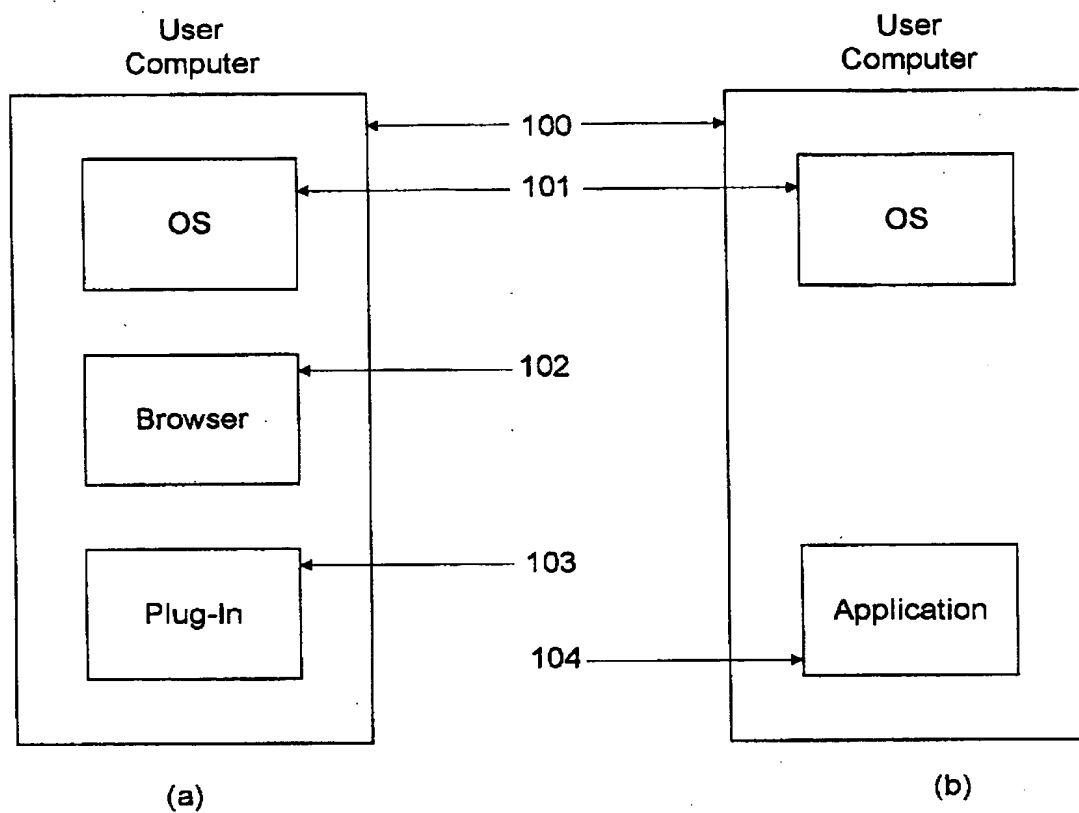 User
Computer
User
Computer
100
101
OS
OS
102
Browser
103
Plug-In
Application
104
(a)
(b)